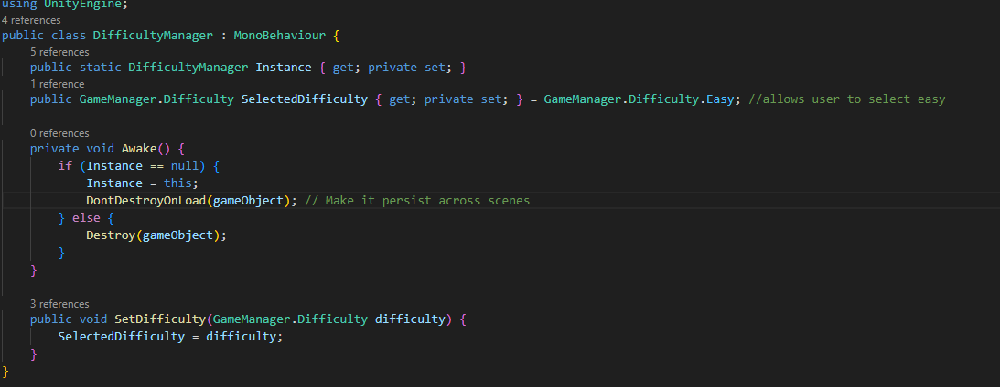 using UnityEngine;
4 references
public class DifficultyManager : MonoBehaviour {
5 references
public static DifficultyManager Instance { get; private set; }
1 reference
public GameManager.Difficulty SelectedDifficulty { get; private set; } = GameManager.Difficulty.Easy; //allows user to select easy
0 references
private void Awake() {
if (Instance == null) {
Instance = this;
DontDestroyOnLoad(gameObject); // Make it persist across scenes
} else {
Destroy(gameObject);
}
}
3 references
public void SetDifficulty(GameManager.Difficulty difficulty) {
SelectedDifficulty = difficulty;
}
}